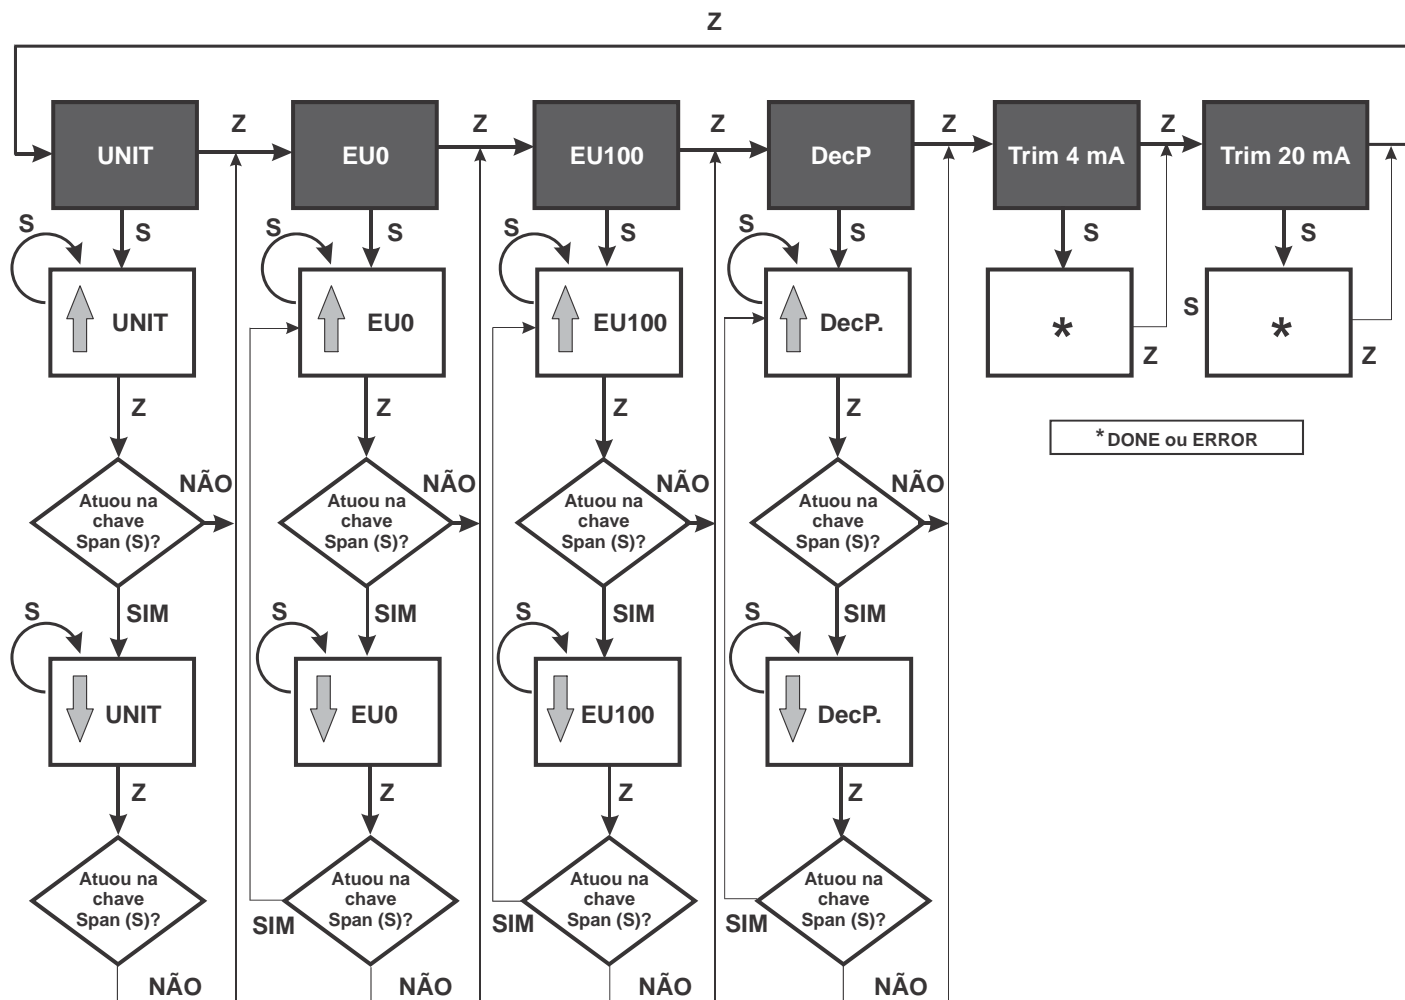 Z
UNIT
Z
EU0
Z
EU100
Z
DecP
Z
Trim 4 mA
Z
Trim 20 mA
S
S
S
S
S
S
S
S
S
S
UNIT
EU0
EU100
DecP.
*
S
*
Z
Z
Z
Z
Z
Z
* DONE ou ERROR
NÃO
NÃO
NÃO
NÃO
Atuou na
chave
Span (S)?
Atuou na
chave
Span (S)?
Atuou na
chave
Span (S)?
Atuou na
chave
Span (S)?
S
SIM
S
SIM
S
SIM
S
SIM
UNIT
EU0
EU100
DecP.
Z
Z
Z
Z
Atuou na
chave
Span (S)?
Atuou na
chave
Span (S)?
Atuou na
chave
Span (S)?
Atuou na
chave
Span (S)?
SIM
SIM
SIM
NÃO
NÃO
NÃO
NÃO